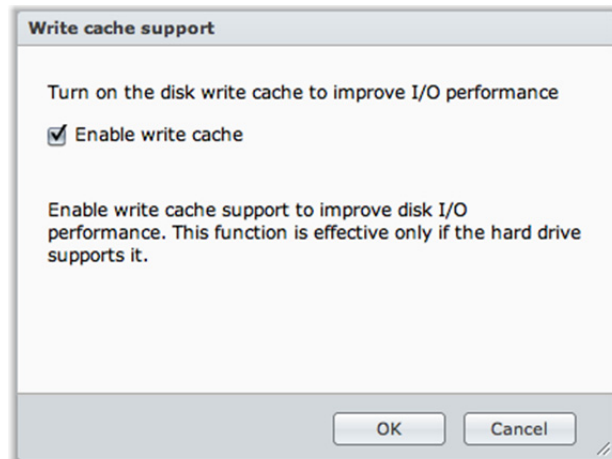 Write cache support
Turn on the disk write cache to improve I/O performance
Enable write cache
Enable write cache support to improve disk I/O
performance. This function is effective only if the hard drive
supports it.
OK
Cancel